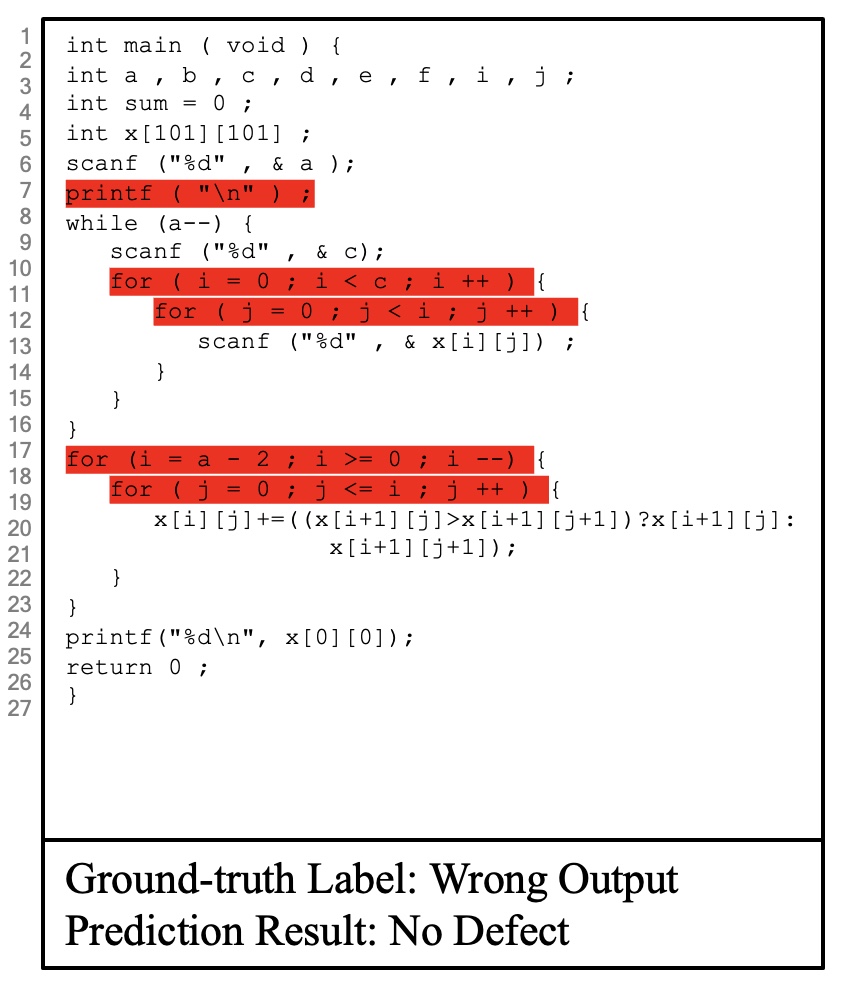 1
2
3
4
5
6
7
8
9
10
11
12
13
14
15
16
17
18
19
20
21
22
23
24
25
26
27
int main ( void ) {
int a , b , c , d , e , f , i , j ;
int sum = 0 ;
int x[101][101] ;
scanf ("%d" , & a );
printf ( "\n" ) ;
while (a--) {
scanf ("%d" , & c);
for ( i = 0 ; i < c ; i ++ ) {
for ( j = 0 ; j < i ; j ++ ) {
scanf ("%d" , & x[i][j]) ;
}
}
}
for (i = a - 2 ; i >= 0 ; i --) {
for ( j = 0 ; j <= i ; j ++ ) {
x[i][j]+=((x[i+1][j]>x[i+1][j+1])?x[i+1][j]:
x[i+1][j+1]);
}
}
printf("%d\n", x[0][0]);
return 0 ;
}
Ground-truth Label: Wrong Output
Prediction Result: No Defect